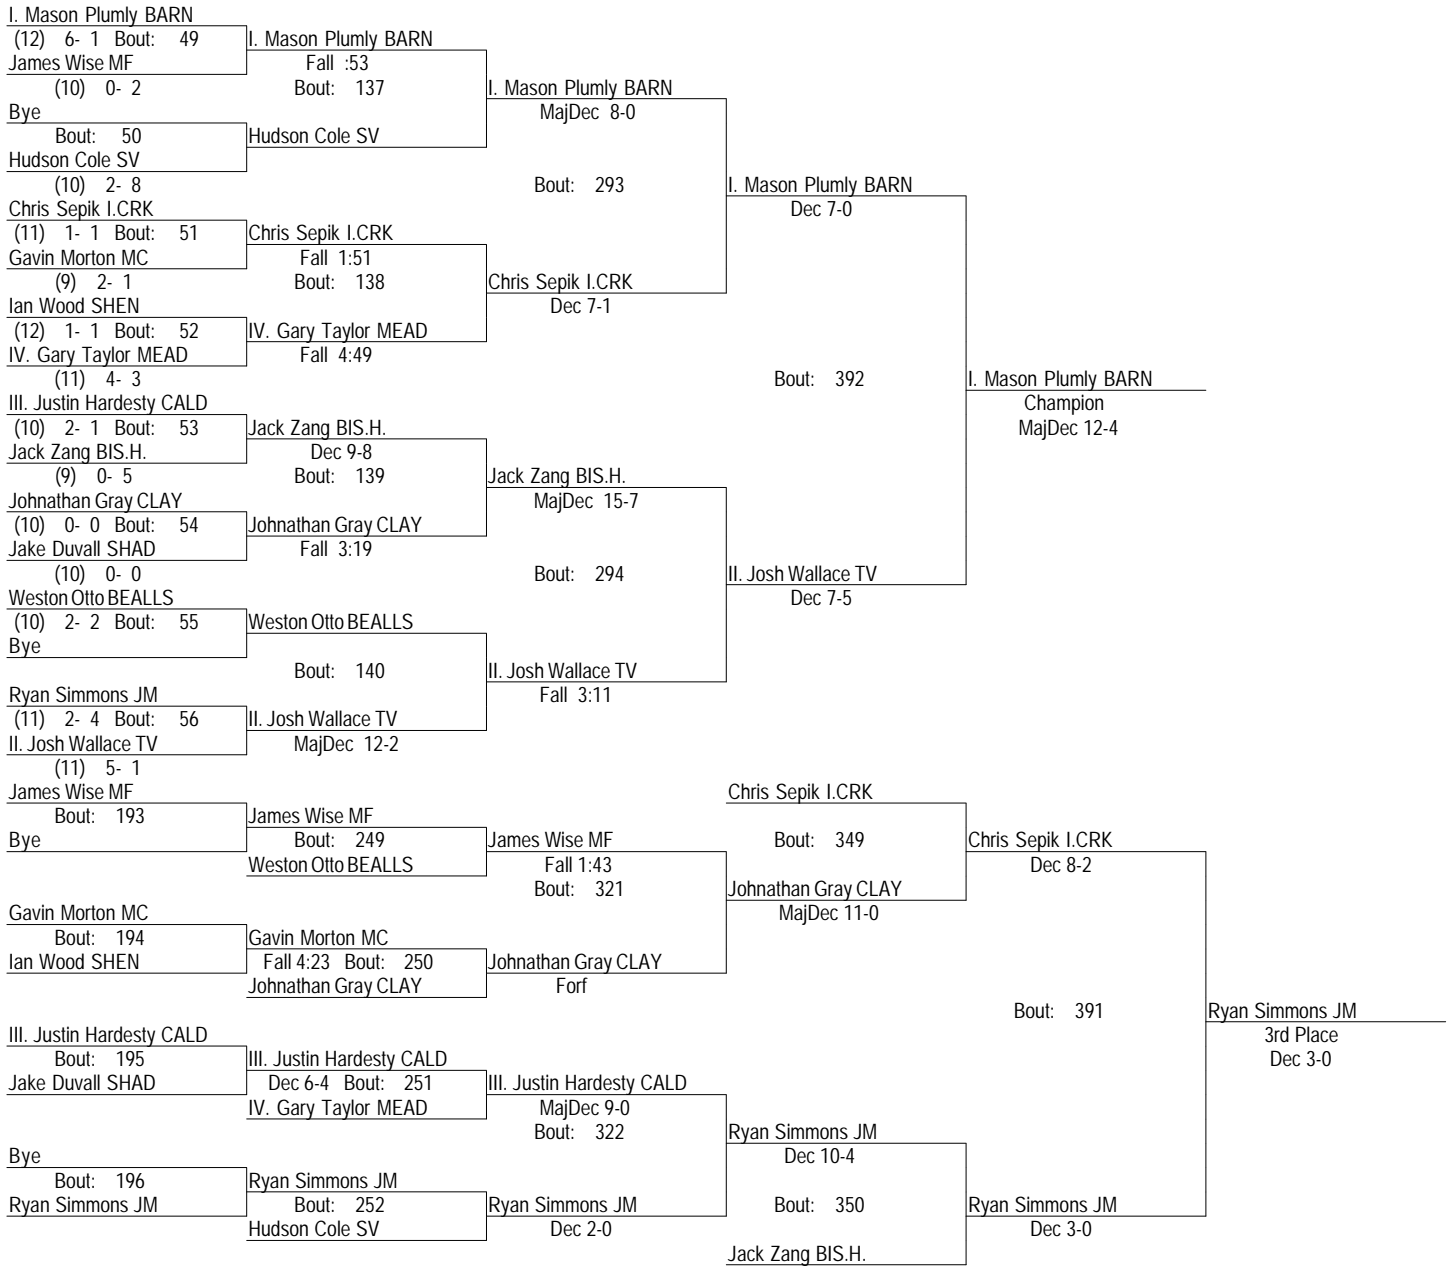 I. Mason Plumly BARN
(12) 6- 1 Bout: 49
James Wise MF
(10) 0- 2
Bye
Bout: 50
Hudson Cole SV
(10) 2- 8
Chris Sepik I.CRK
(11) 1- 1 Bout: 51
Gavin Morton MC
(9) 2- 1
Ian Wood SHEN
(12) 1- 1 Bout: 52
IV. Gary Taylor MEAD
(11) 4- 3
III. Justin Hardesty CALD
(10) 2- 1 Bout: 53
Jack Zang BIS.H.
(9) 0- 5
Johnathan Gray CLAY
(10) 0- 0 Bout: 54
Jake Duvall SHAD
(10) 0- 0
Weston Otto BEALLS
(10) 2- 2 Bout: 55
Bye
Ryan Simmons JM
(11) 2- 4 Bout: 56
II. Josh Wallace TV
(11) 5- 1
I. Mason Plumly BARN
Fall :53
Bout: 137
Hudson Cole SV
Chris Sepik I.CRK
Fall 1:51
Bout: 138
IV. Gary Taylor MEAD
Fall 4:49
Jack Zang BIS.H.
Dec 9-8
Bout: 139
Johnathan Gray CLAY
Fall 3:19
Weston Otto BEALLS
Bout: 140
II. Josh Wallace TV
MajDec 12-2
I. Mason Plumly BARN
MajDec 8-0
Bout: 293
Chris Sepik I.CRK
Dec 7-1
Jack Zang BIS.H.
MajDec 15-7
Bout: 294
II. Josh Wallace TV
Fall 3:11
I. Mason Plumly BARN
Dec 7-0
Bout: 392
II. Josh Wallace TV
Dec 7-5
I. Mason Plumly BARN
Champion
MajDec 12-4
James Wise MF
Bout: 193
Bye
Gavin Morton MC
Bout: 194
Ian Wood SHEN
III. Justin Hardesty CALD
Bout: 195
Jake Duvall SHAD
Bye
Bout: 196
Ryan Simmons JM
James Wise MF
Bout: 249
Weston Otto BEALLS
Gavin Morton MC
Fall 4:23 Bout: 250
Johnathan Gray CLAY
III. Justin Hardesty CALD
Dec 6-4 Bout: 251
IV. Gary Taylor MEAD
Ryan Simmons JM
Bout: 252
Hudson Cole SV
James Wise MF
Fall 1:43
Bout: 321
Johnathan Gray CLAY
Forf
III. Justin Hardesty CALD
MajDec 9-0
Bout: 322
Ryan Simmons JM
Dec 2-0
Chris Sepik I.CRK
Bout: 349
Johnathan Gray CLAY
MajDec 11-0
Ryan Simmons JM
Dec 10-4
Bout: 350
Jack Zang BIS.H.
Chris Sepik I.CRK
Dec 8-2
Bout: 391
Ryan Simmons JM
Dec 3-0
Ryan Simmons JM
3rd Place
Dec 3-0